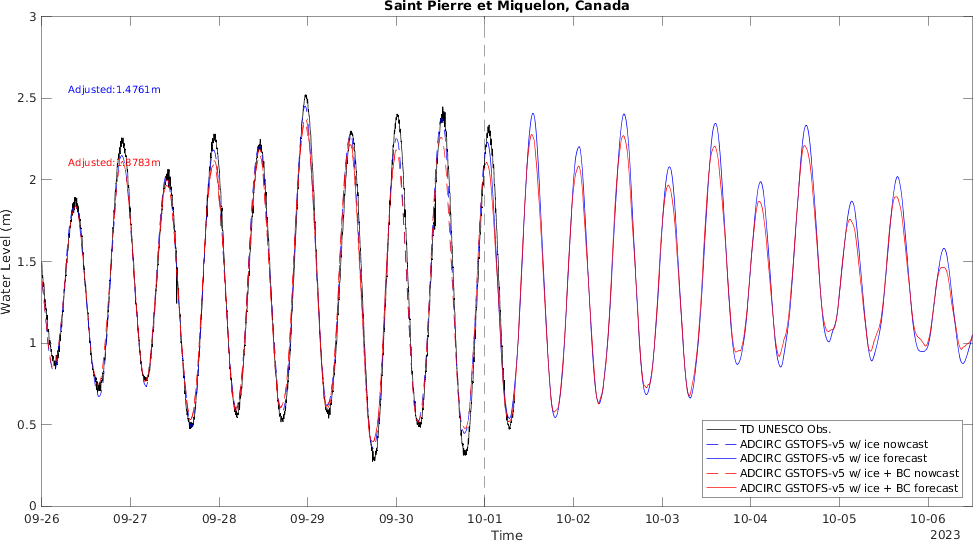 Saint Pierre et Miquelon, Canada
3
2.5
2
1.5
1
0.5
0
Water Level (m)
Adjusted:1.4761m
Adjusted:1.3783m
TD UNESCO Obs.
ADCIRC GSTOFS-v5 w/ ice nowcast
ADCIRC GSTOFS-v5 w/ ice forecast
ADCIRC GSTOFS-v5 w/ ice + BC nowcast
ADCIRC GSTOFS-v5 w/ ice + BC forecast
09-26 09-27 09-28 09-29 09-30 10-01 10-02 10-03 10-04 10-05 10-06
Time
2023